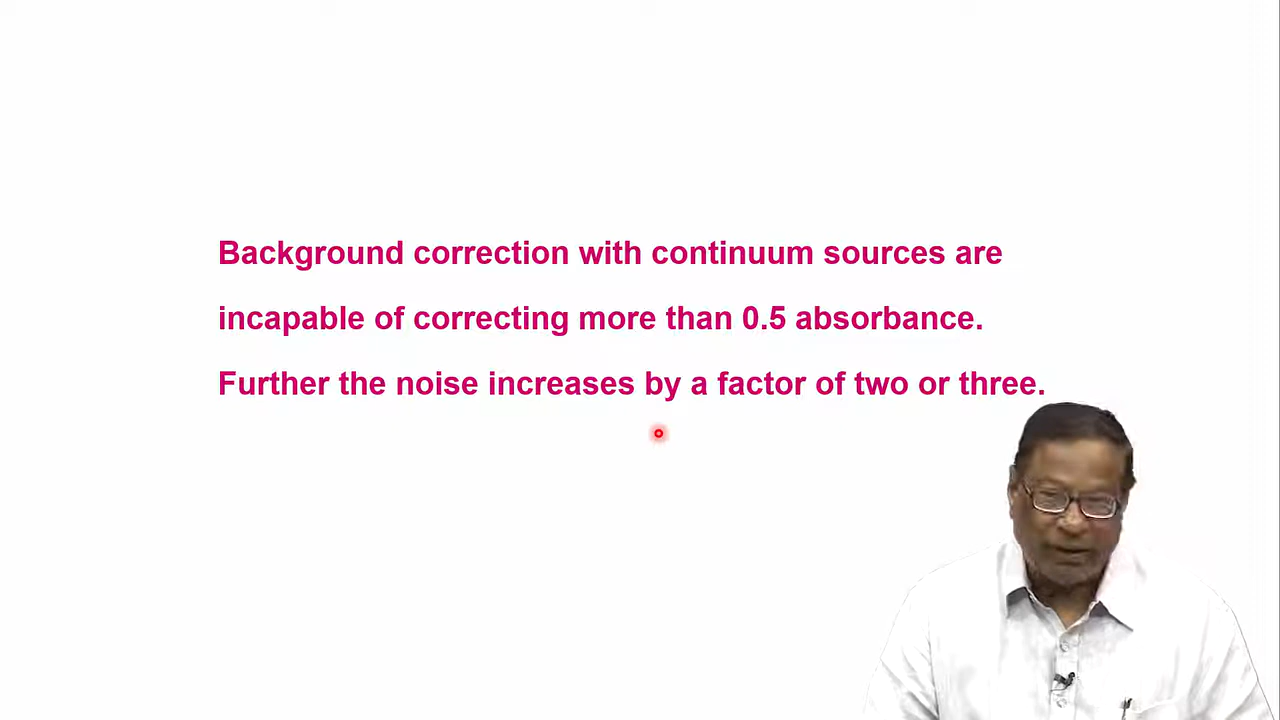 Background correction with continuum sources are
incapable of correcting more than 0.5 absorbance.
Further the noise increases by a factor of two or three.